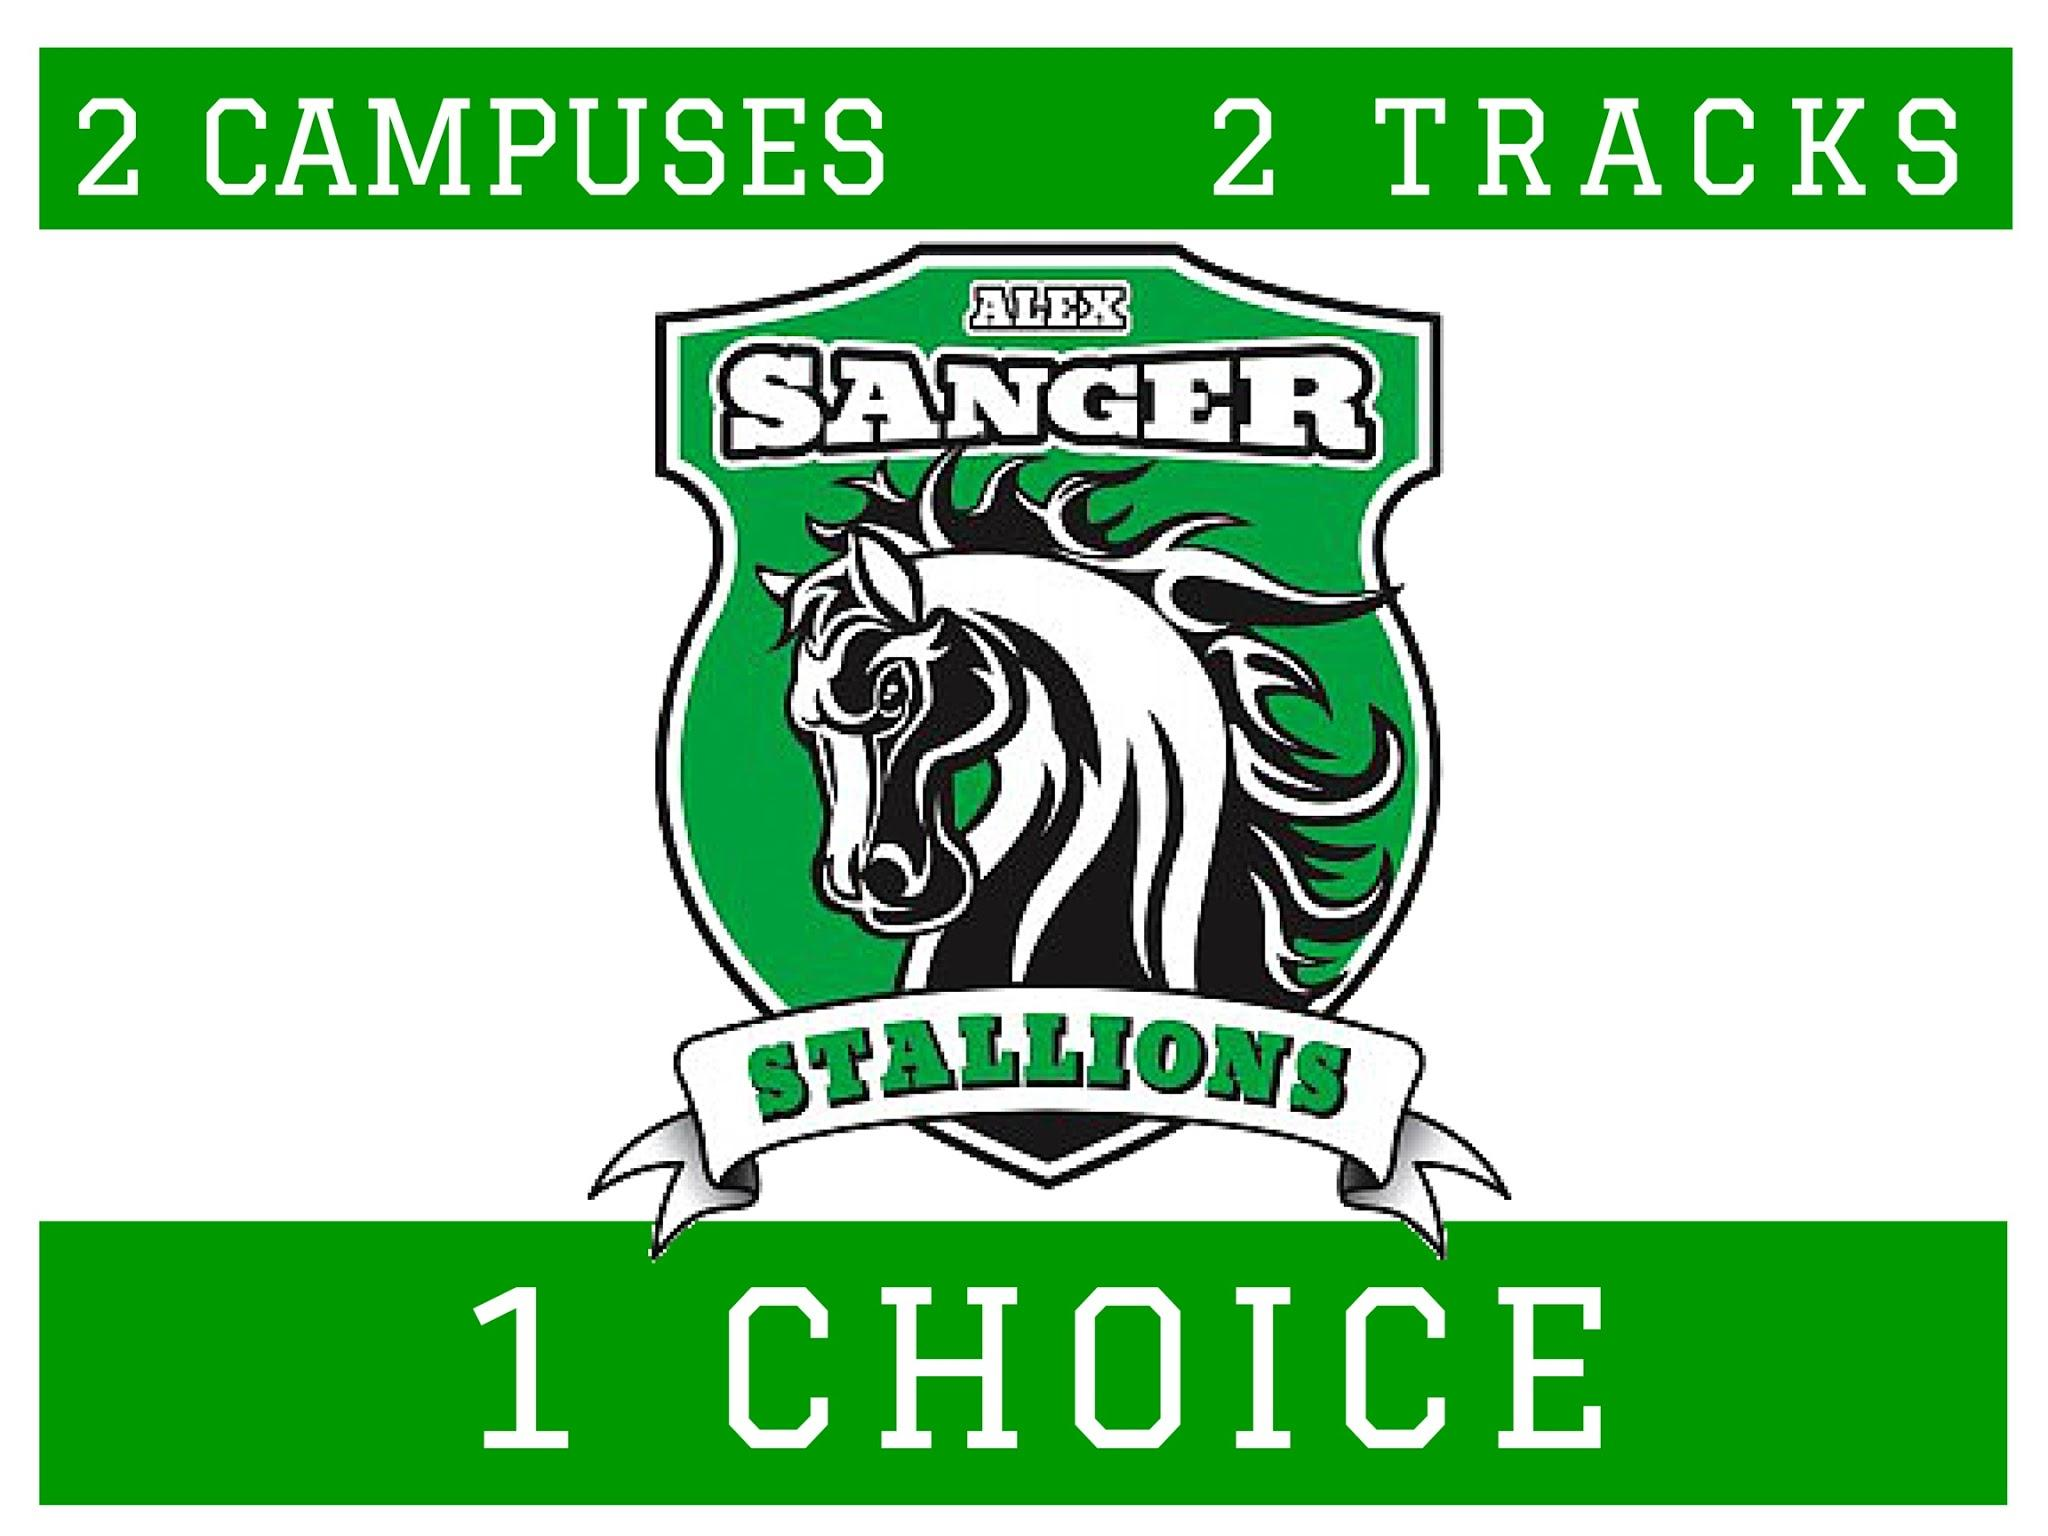 2 CAMPUSES 2 TRACKS
ALEX
SANGER
STALLIONS
1 CHOICE